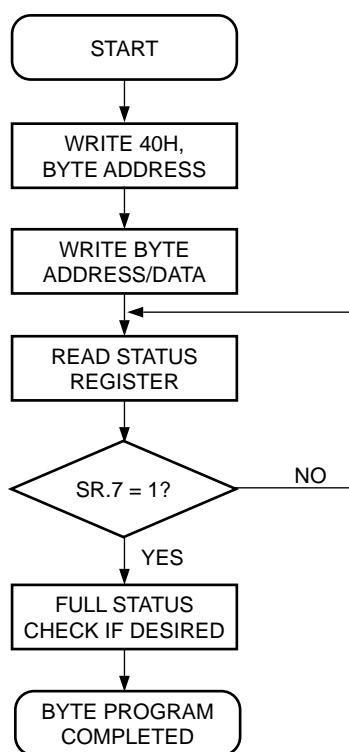 START
WRITE 40H,
BYTE ADDRESS
WRITE BYTE
ADDRESS/DATA
READ STATUS
REGISTER
SR.7 = 1?
NO
YES
FULL STATUS
CHECK IF DESIRED
BYTE PROGRAM
COMPLETED